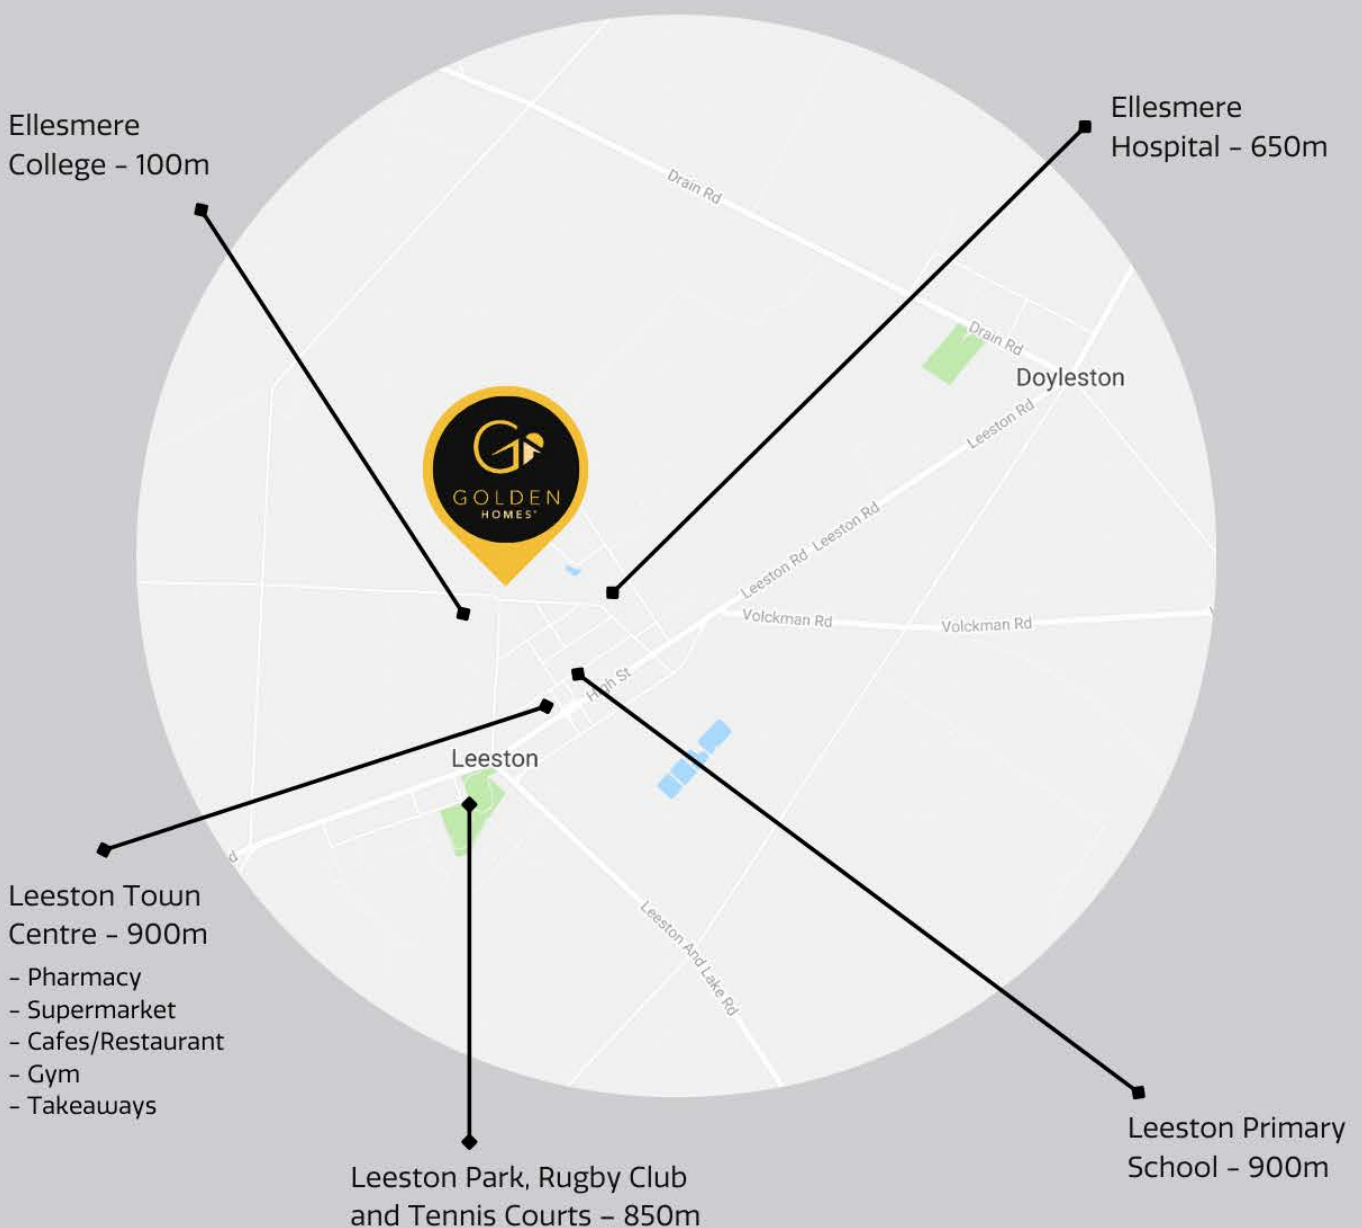 Ellesmere
College – 100m
Ellesmere
Hospital – 650m
Drain Rd
Drain Rd
Doyleston
Leeston Rd
GOLDEN
HOMES
Leeston Rd
Leeston Rd
Volckman Rd
Volckman Rd
High St
Leeston
Leeston And Lake Rd
Leeston Town
Centre – 900m
– Pharmacy
– Supermarket
– Cafes/Restaurant
– Gym
– Takeaways
Leeston Primary
School – 900m
Leeston Park, Rugby Club
and Tennis Courts – 850m